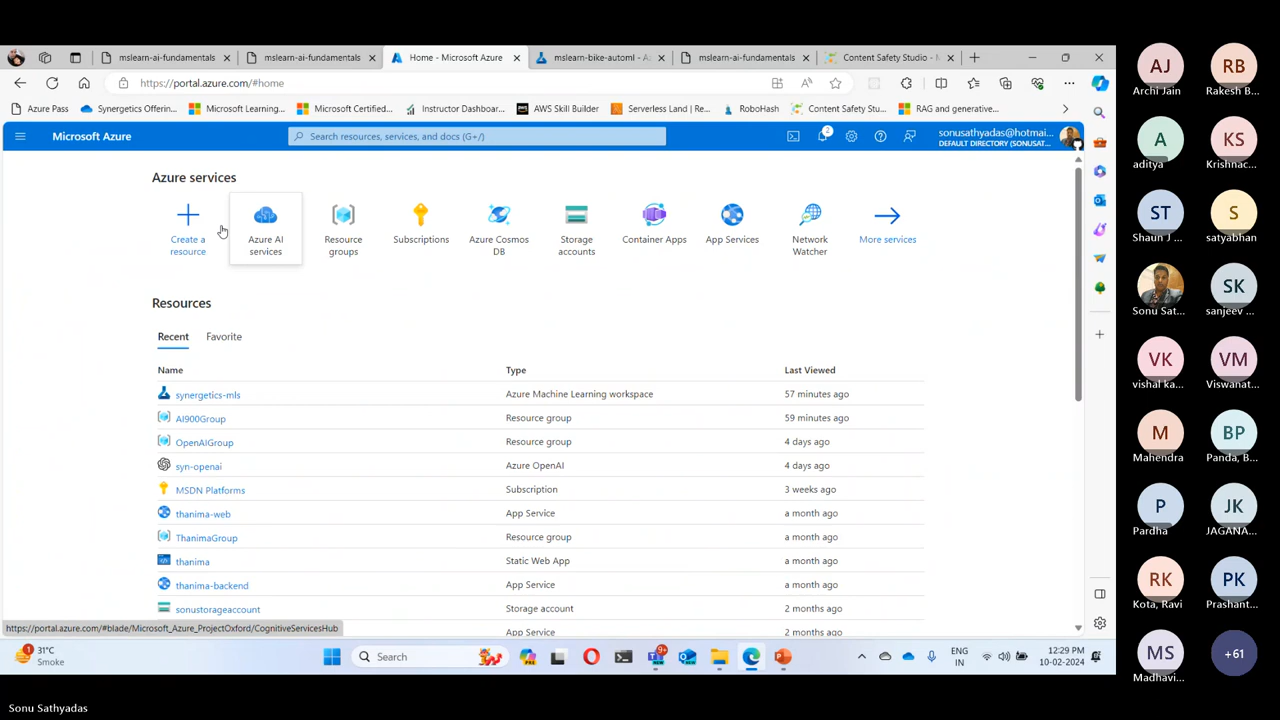 mslearn-ai-fundamentals
mslearn-ai-fundamentals
Home - Microsoft Azure
mslearn-bike-automl - Az
mslearn-ai-fundamentals
Content Safety Studio - M
https://portal.azure.com/#home
Azure Pass
Synergetics Offering...
Microsoft Learning...
Microsoft Certified...
Instructor Dashboar...
AWS Skill Builder
Serverless Land | Re...
RoboHash
Content Safety Stu...
RAG and generative...
Microsoft Azure
Search resources, services, and docs (G+/)
2
sonusathyadas@hotmai...
DEFAULT DIRECTORY (SONUSAT...
Azure services
Create a
resource
Azure AI
services
Resource
groups
Subscriptions
Azure Cosmos
DB
Storage
accounts
Container Apps
App Services
Network
Watcher
More services
Resources
Recent
Favorite
Name Type Last Viewed
synergetics-mls Azure Machine Learning workspace 57 minutes ago
AI900Group Resource group 59 minutes ago
OpenAIGroup Resource group 4 days ago
syn-openai Azure OpenAI 4 days ago
MSDN Platforms Subscription 3 weeks ago
thanima-web App Service a month ago
ThanimaGroup Resource group a month ago
thanima Static Web App a month ago
thanima-backend App Service a month ago
sonustorageaccount Storage account 2 months ago
App Service 2 months ago
https://portal.azure.com/#blade/Microsoft_Azure_ProjectOxford/CognitiveServicesHub
1
31°C
Smoke
Search
9+
ENG
IN
12:29 PM
10-02-2024
AJ
Archi Jain
RB
Rakesh B...
A
aditya
KS
Krishnac...
ST
Shaun J ...
S
satyabhan
Sonu Sat...
SK
sanjeev ...
VK
vishal ka...
VM
Viswanat...
M
Mahendra
BP
Panda, B...
P
Pardha
JK
JAGANA...
RK
Kota, Ravi
PK
Prashant...
MS
Madhavi...
+61
Sonu Sathyadas